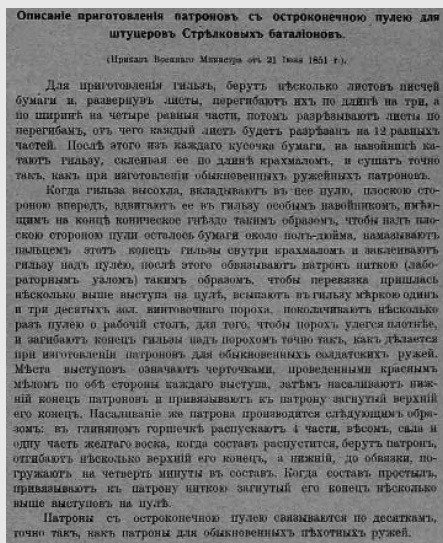 Описаніе приготовленія патроновъ съ остроконечною пулею для
штуцеровъ Стрѣлковыхъ баталіоновъ.
(Приказъ Военнаго Министра отъ 21 Іюля 1851 г.).
Для приготовленія гильзъ, берутъ нѣсколько листовъ писчей
бумаги и, развернувъ листы, перегибаютъ ихъ по длинѣ на три, а
по ширинѣ на четыре равныя части, потомъ разрѣзываютъ листы по
перегибамъ, отъ чего каждый листъ будетъ разрѣзанъ на 12 равныхъ
частей. Послѣ этого изъ каждаго кусочка бумаги, на навойникѣ ка-
таютъ гильзу, склеивая ее по длинѣ крахмаломъ, и сушатъ точно
такъ, какъ при изготовленіи обыкновенныхъ ружейныхъ патроновъ.
Когда гильза высохла, вкладываютъ въ нее пулю, плоскою сто-
роною впередъ, вдвигаютъ ее въ гильзу особымъ навойникомъ, имѣю-
щимъ на концѣ коническое гнѣздо такимъ образомъ, чтобы надъ плос-
скою стороною пули осталось бумаги около полъ-дюйма, намазываютъ
пальцемъ этотъ конецъ гильзы снутри крахмаломъ и заклеиваютъ
гильзу надъ пулею, послѣ этого обвязываютъ патронъ ниткою (лабо-
раторнымъ узломъ) такимъ образомъ, чтобы перевязка пришлась
нѣсколько выше выступа на пулѣ, всыпаютъ въ гильзу мѣркою одинъ
и три десятыхъ зол. винтовочнаго пороха, поколачиваютъ нѣсколько
разъ пулею о рабочій столъ, для того, чтобы порохъ улегся плотнѣе,
и загибаютъ конецъ гильзы надъ порохомъ точно такъ, какъ дѣлается
при изготовленіи патроновъ для обыкновенныхъ солдатскихъ ружей.
Мѣста выступовъ означаютъ черточками, проведенными краснымъ
мѣломъ по обѣ стороны каждаго выступа, затѣмъ насаливаютъ ниж-
ній конецъ патроновъ и привязываютъ къ патрону загнутый верхній
его конецъ. Насаливаніе же патрона производится слѣдующимъ обра-
зомъ: въ глиняномъ горшечкѣ распускаютъ 4 части, вѣсомъ, сала и
одну часть желтаго воска, когда составъ распустится, берутъ патронъ,
отгибаютъ нѣсколько верхній его конецъ, а нижній, до обвязки, по-
гружаютъ на четверть минуты въ составъ. Когда составъ простылъ,
привязываютъ къ патрону ниткою загнутый его конецъ нѣсколько
выше выступовъ на пулѣ.
Патроны съ остроконечною пулею связываются по десяткамъ,
точно такъ, какъ патроны для обыкновенныхъ пѣхотныхъ ружей.